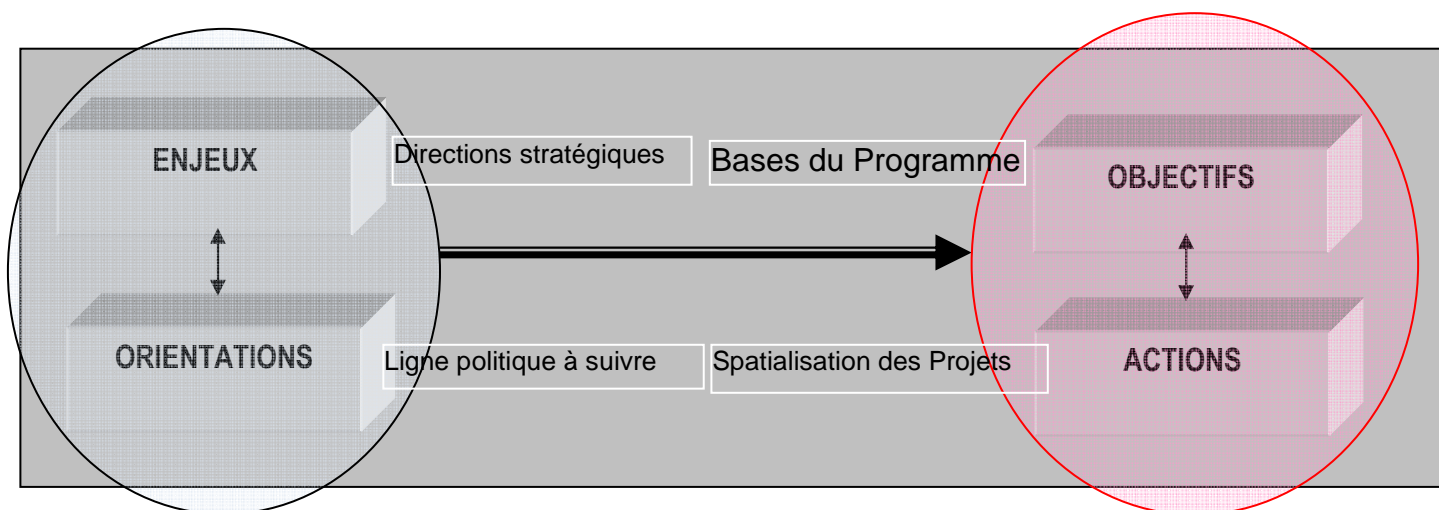 ENJEUX
Directions stratégiques
Bases du Programme
OBJECTIFS
ORIENTATIONS
Ligne politique à suivre
Spatialisation des Projets
ACTIONS